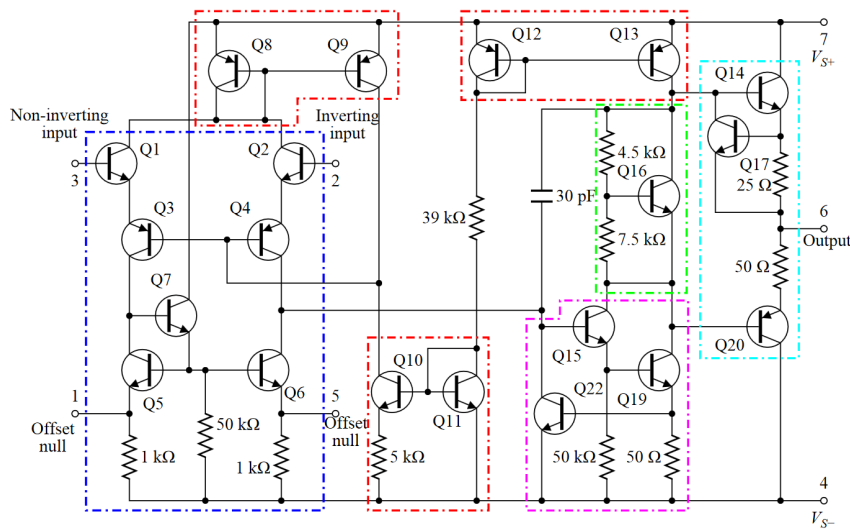 Q8
Q9
Q12
Q13
7
V_S+
Q14
Non-inverting
input
Inverting
input
Q1
Q2
3
2
4.5 kΩ
Q16
Q17
25 Ω
30 pF
6
Output
Q3
Q4
39 kΩ
7.5 kΩ
50 Ω
Q7
Q15
Q20
Q10
Q11
Q22
Q19
1
Q5
Q6
5
Offset
null
50 kΩ
Offset
null
1 kΩ
1 kΩ
5 kΩ
50 kΩ
50 Ω
4
V_S−